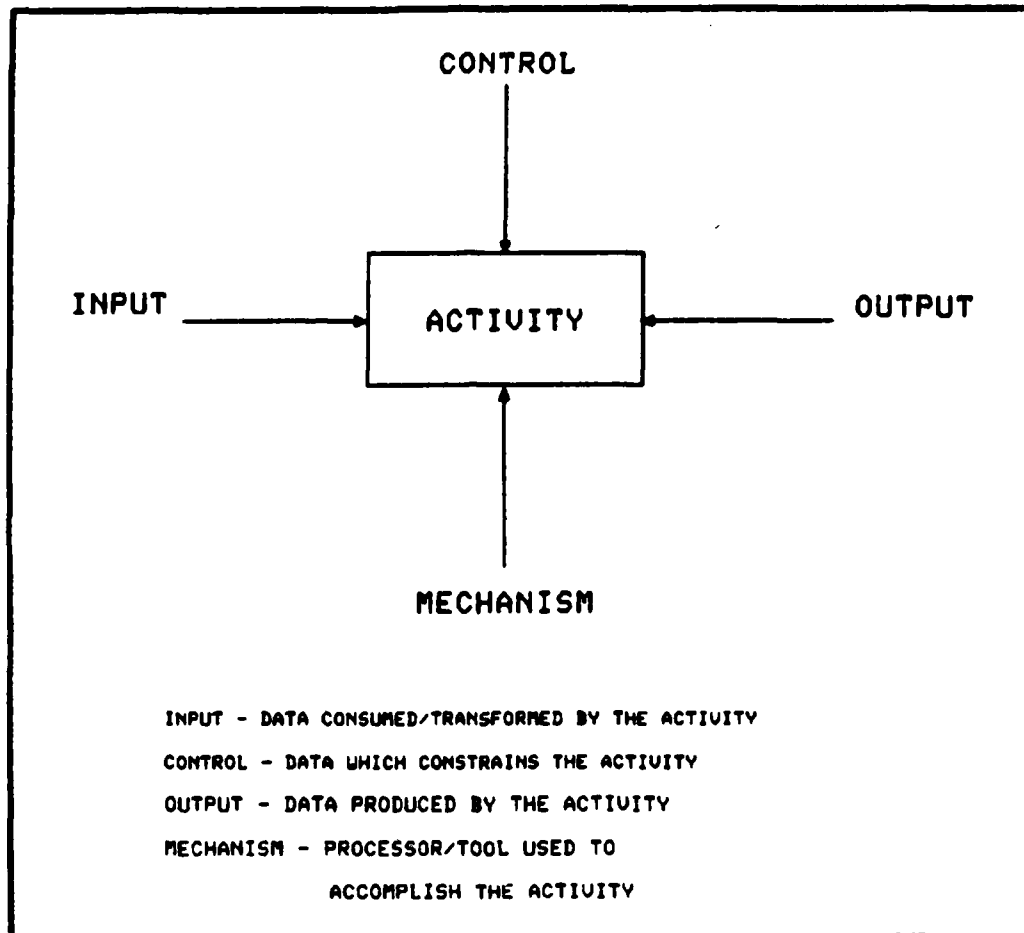 CONTROL
INPUT
ACTIVITY
OUTPUT
MECHANISM
INPUT - DATA CONSUMED/TRANSFORMED BY THE ACTIVITY
CONTROL - DATA WHICH CONSTRAINS THE ACTIVITY
OUTPUT - DATA PRODUCED BY THE ACTIVITY
MECHANISM - PROCESSOR/TOOL USED TO
ACCOMPLISH THE ACTIVITY